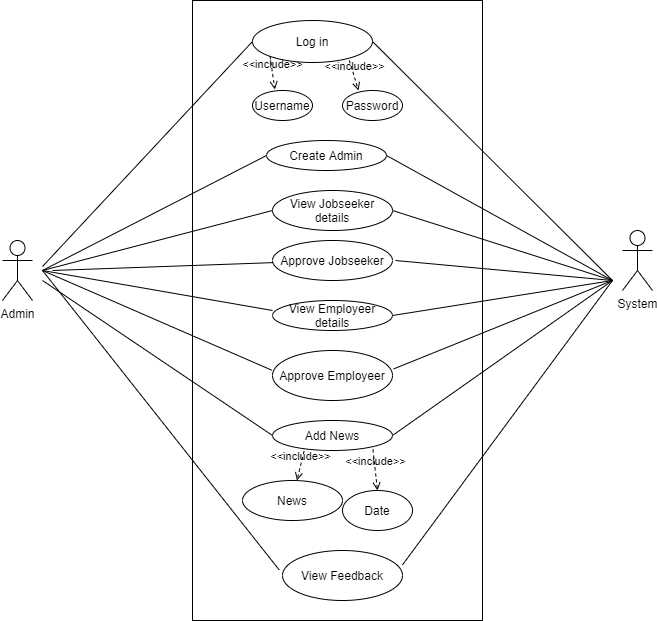 Log in
<<include>>
<<include>>
Username
Password
Create Admin
View Jobseeker
details
Approve Jobseeker
Admin
System
View Employeer
details
Approve Employeer
Add News
<<include>>
<<include>>
News
Date
View Feedback